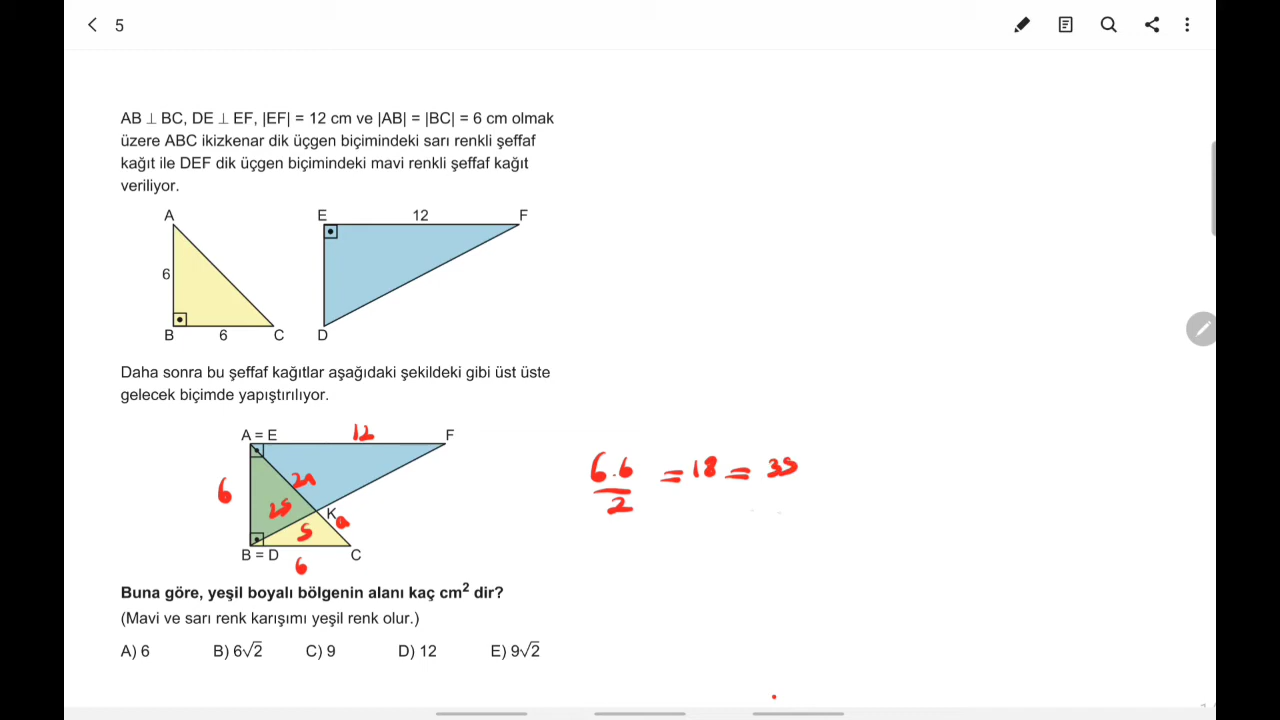 5
AB ⊥ BC, DE ⊥ EF, |EF| = 12 cm ve |AB| = |BC| = 6 cm olmak
üzere ABC ikizkenar dik üçgen biçimindeki sarı renkli şeffaf
kağıt ile DEF dik üçgen biçimindeki mavi renkli şeffaf kağıt
veriliyor.
A E 12 F
6
B 6 C D
Daha sonra bu şeffaf kağıtlar aşağıdaki şekildeki gibi üst üste
gelecek biçimde yapıştırılıyor.
12
A = E F
6 2a
2S K a
S
B = D C
6
6.6/2 = 18 = 3S
Buna göre, yeşil boyalı bölgenin alanı kaç cm² dir?
(Mavi ve sarı renk karışımı yeşil renk olur.)
A) 6 B) 6√2 C) 9 D) 12 E) 9√2